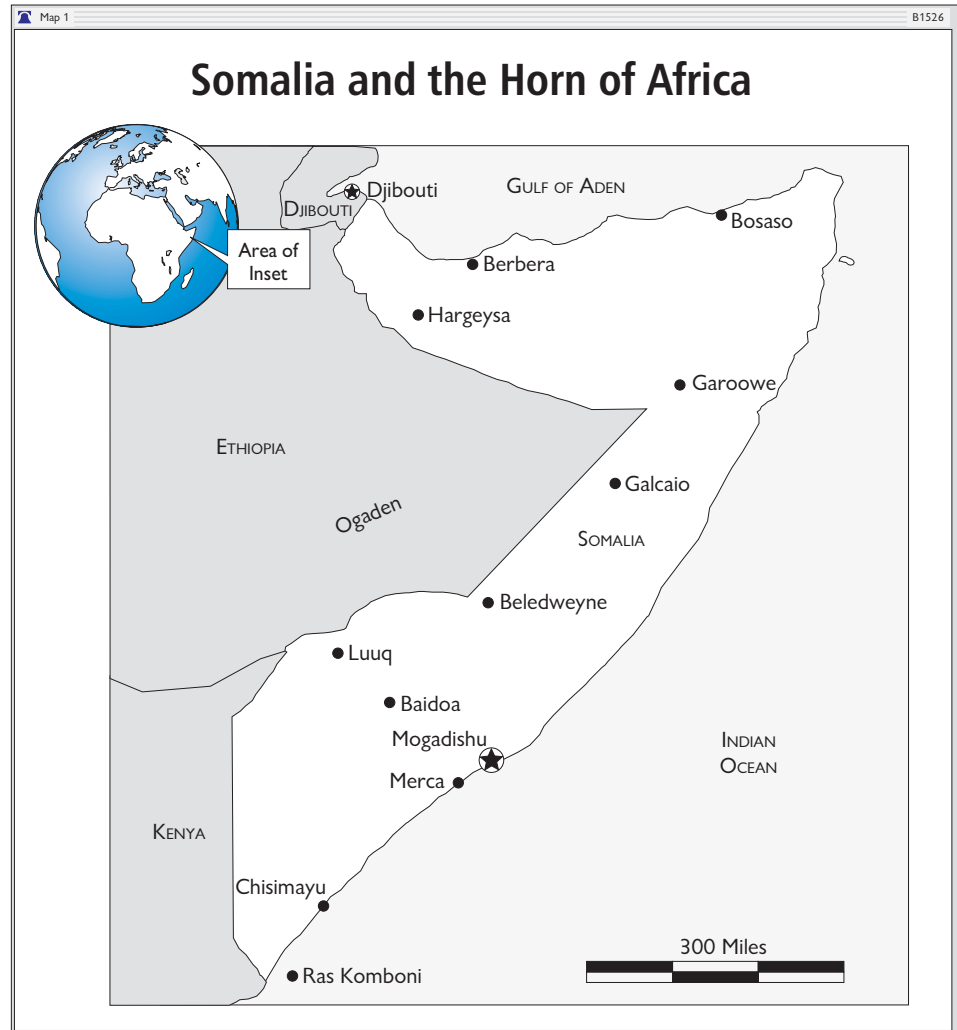 Map 1
B1526
Somalia and the Horn of Africa
Djibouti
Djibouti
Gulf of Aden
Bosaso
Area of
Inset
Berbera
Hargeysa
Garoowe
Ethiopia
Galcaio
Ogaden
Somalia
Beledweyne
Luuq
Baidoa
Mogadishu
Indian
Ocean
Merca
Kenya
Chisimayu
300 Miles
Ras Komboni